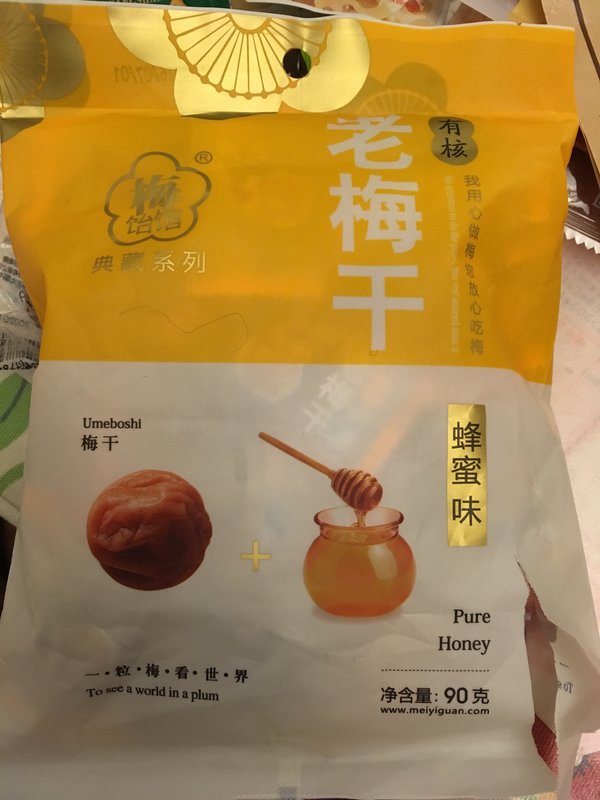 有核
老梅干
我用心做梅 您放心吃梅
梅
饴馆
®
典藏系列
Umeboshi
梅干
蜂蜜味
+
Pure
Honey
一·粒·梅·看·世·界
To see a world in a plum
净含量: 90克
www.meiyiguan.com